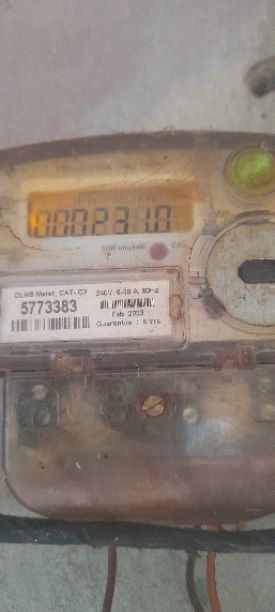 000231.0
3200 imp/kWh
CAL
DLMS Meter, CAT- C3
5773383
240V, 5-30 A, 50Hz
Feb 2023
Guarantee : 5 Yrs